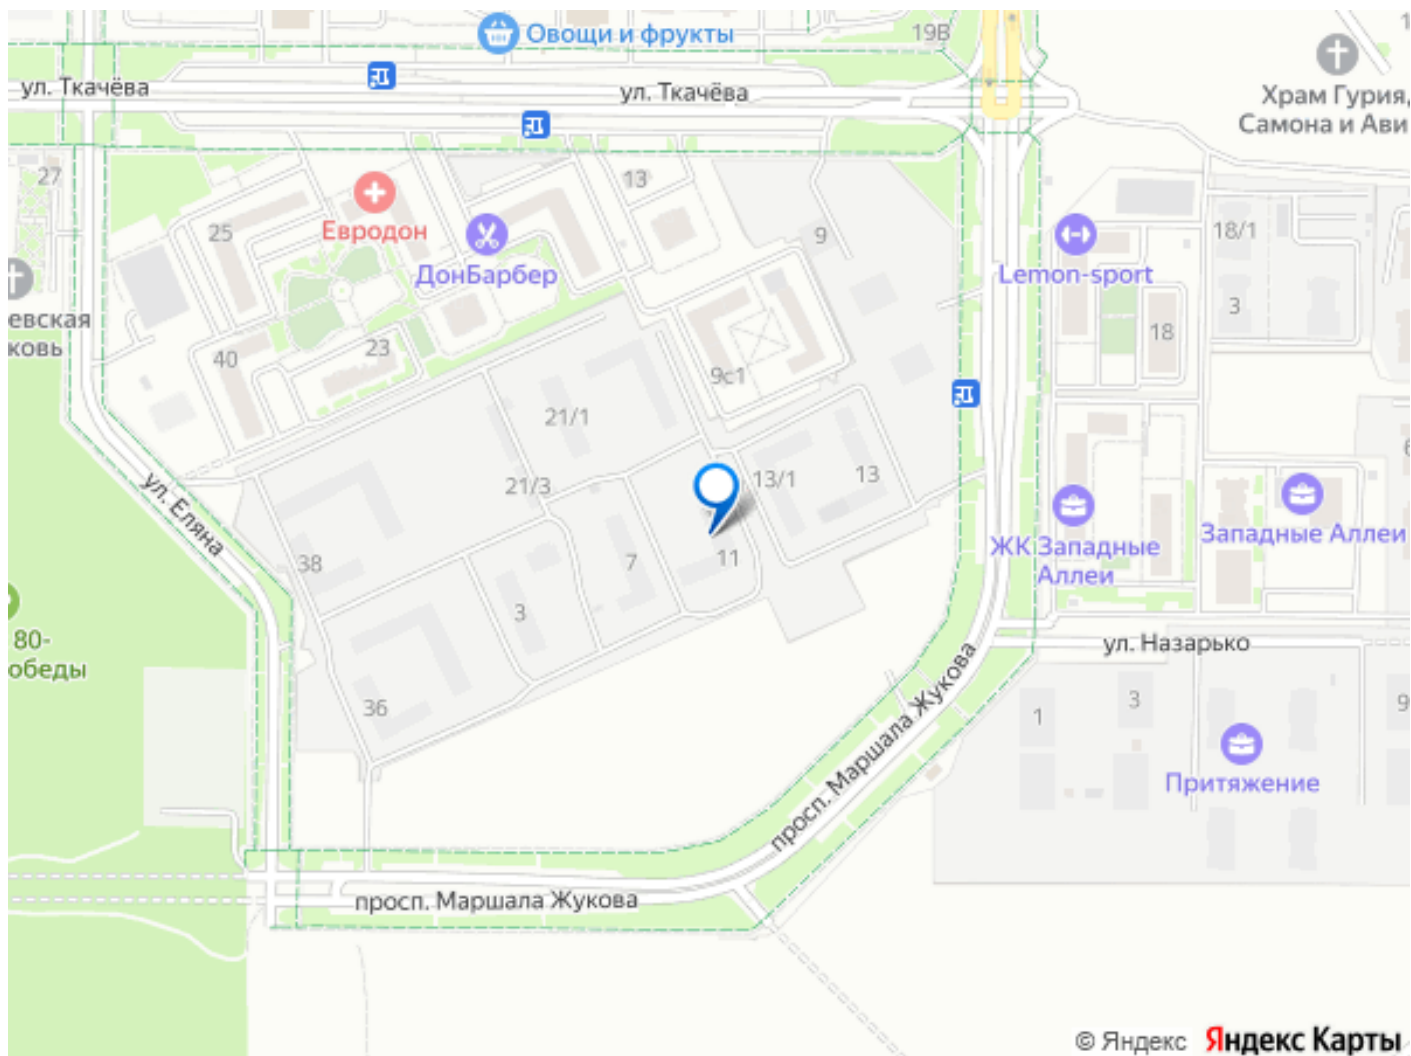 Овощи и фрукты
19В
ул. Ткачёва
ул. Ткачёва
Храм Гурия,
Самона и Ави
27
13
25
Евродон
9
18/1
ДонБарбер
Lemon-sport
евская
ковь
3
18
40
23
9с1
21/1
21/3
13/1
13
ул. Еляна
Западные Аллеи
ЖК Западные
Аллеи
38
7
11
3
80-
обеды
ул. Назарько
36
1
3
9
просп. Маршала Жукова
Притяжение
просп. Маршала Жукова
© Яндекс Яндекс Карты